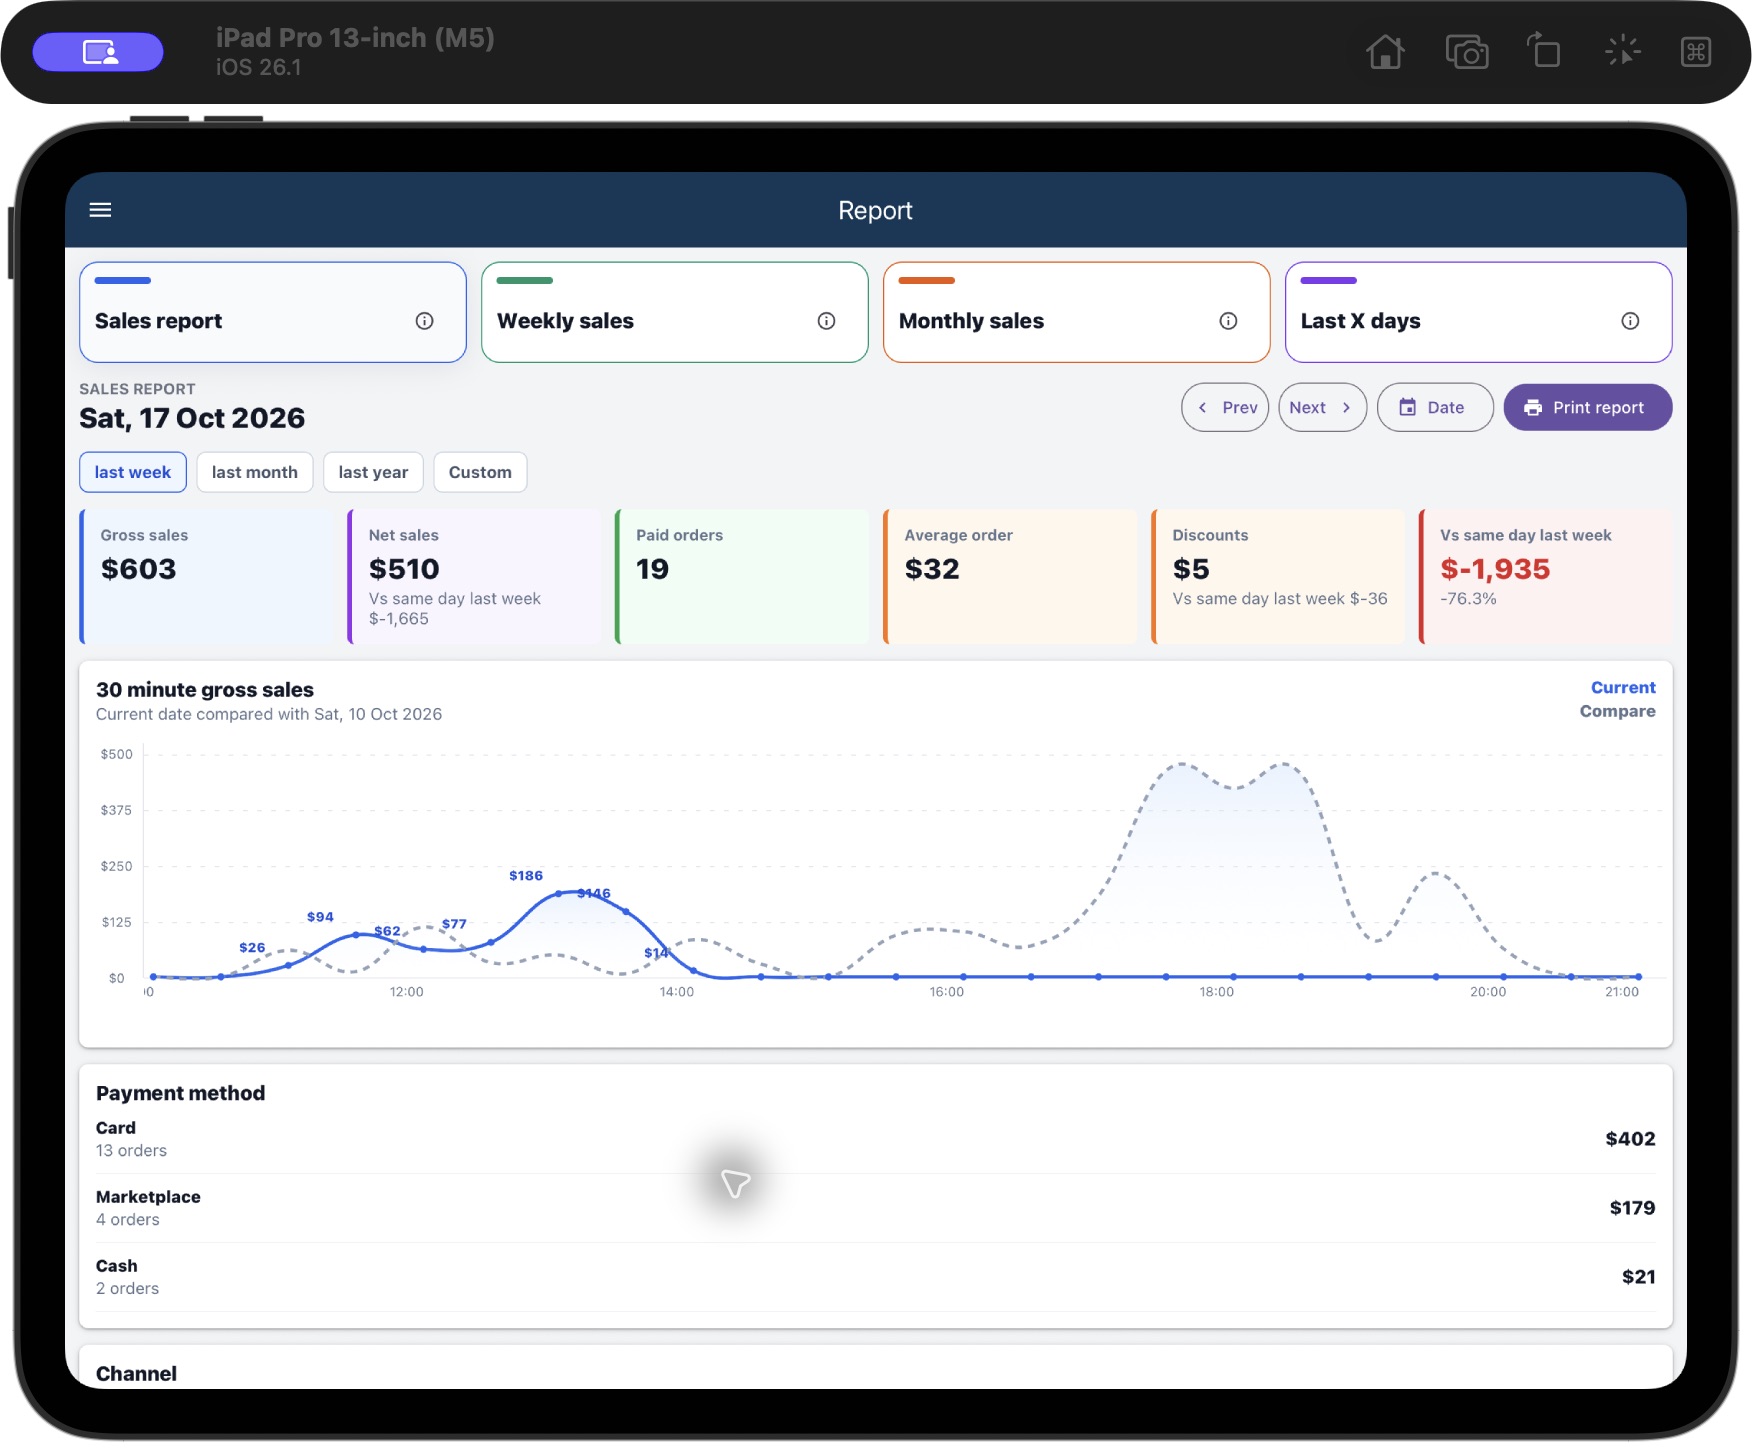 iPad Pro 13-inch (M5)
iOS 26.1
Report
Sales report
Weekly sales
Monthly sales
Last X days
SALES REPORT
Sat, 17 Oct 2026
Prev
Next
Date
Print report
last week
last month
last year
Custom
Gross sales
$603
Net sales
$510
Vs same day last week
$-1,665
Paid orders
19
Average order
$32
Discounts
$5
Vs same day last week $-36
Vs same day last week
$-1,935
-76.3%
30 minute gross sales
Current date compared with Sat, 10 Oct 2026
Current
Compare
$500
$375
$250
$125
$0
$26
$94
$62
$77
$186
$146
$14
12:00
14:00
16:00
18:00
20:00
21:00
Payment method
Card
13 orders
$402
Marketplace
4 orders
$179
Cash
2 orders
$21
Channel